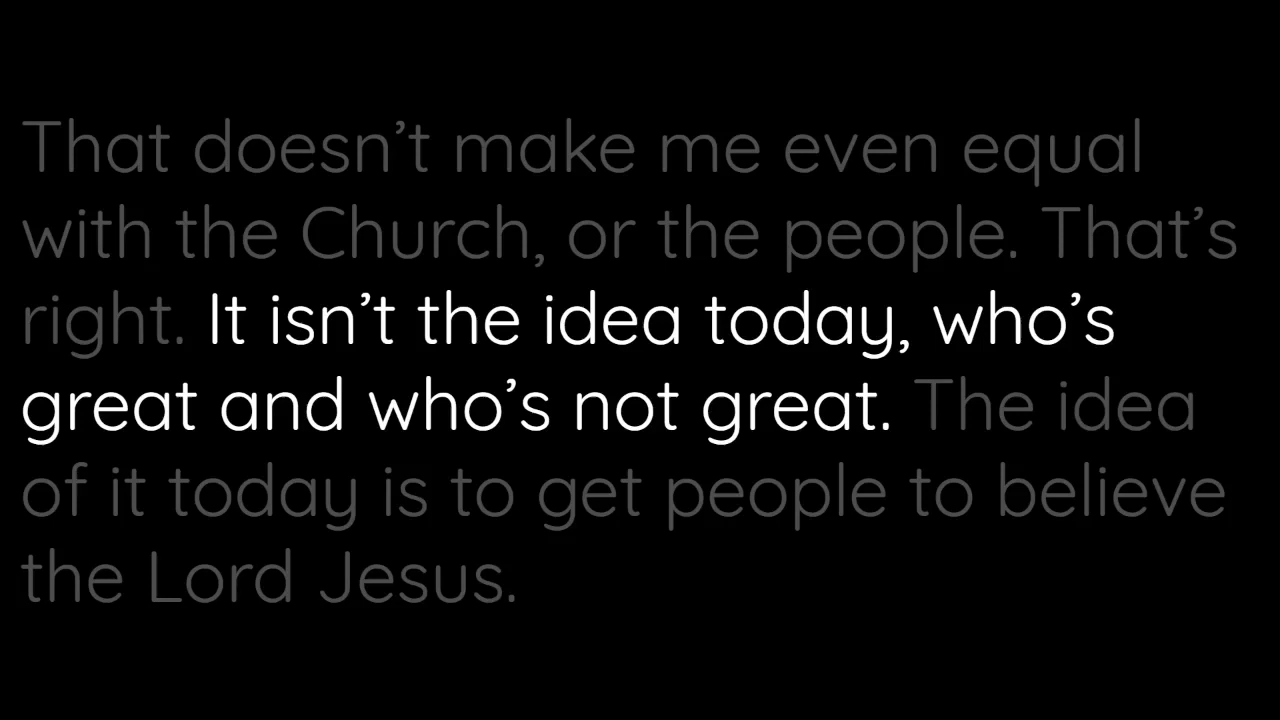 That doesn’t make me even equal
with the Church, or the people. That’s
right. It isn’t the idea today, who’s
great and who’s not great. The idea
of it today is to get people to believe
the Lord Jesus.